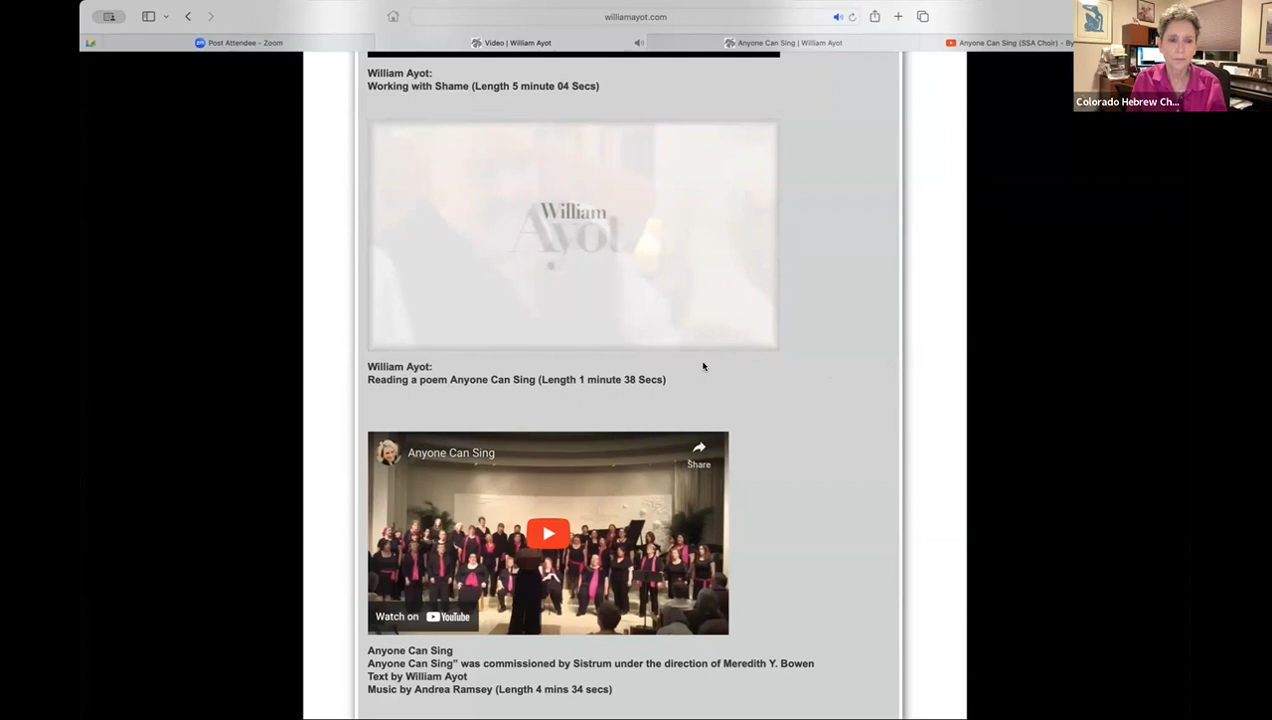 williamayot.com
Post Attendee - Zoom
Video | William Ayot
Anyone Can Sing | William Ayot
Anyone Can Sing (SSA Choir) - By
Colorado Hebrew Ch...
William Ayot:
Working with Shame (Length 5 minute 04 Secs)
William
Ayot
William Ayot:
Reading a poem Anyone Can Sing (Length 1 minute 38 Secs)
Anyone Can Sing
Share
Watch on YouTube
Anyone Can Sing
Anyone Can Sing" was commissioned by Sistrum under the direction of Meredith Y. Bowen
Text by William Ayot
Music by Andrea Ramsey (Length 4 mins 34 secs)